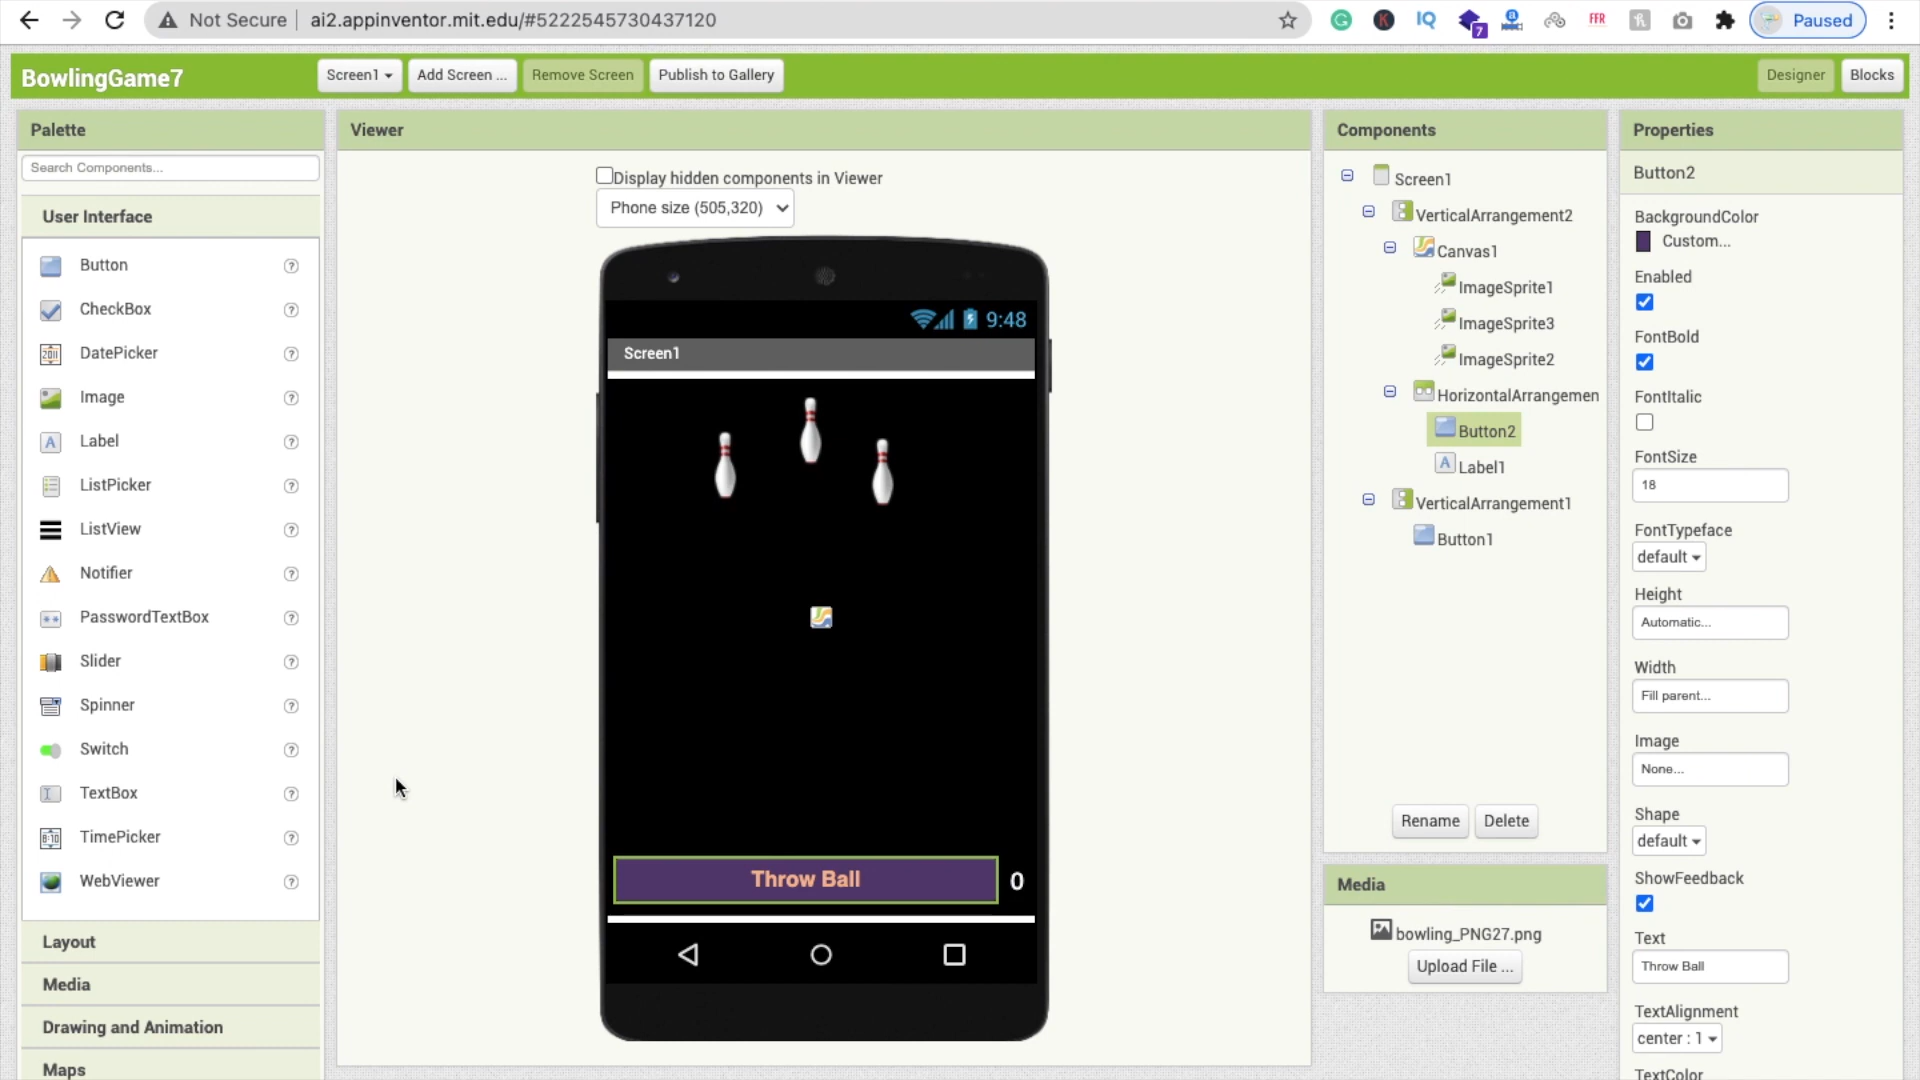 Not Secure
ai2.appinventor.mit.edu/#5222545730437120
IQ
7
FFR
Paused
BowlingGame7
Screen1
Add Screen ...
Remove Screen
Publish to Gallery
Designer
Blocks
Palette
Search Components...
User Interface
Button
CheckBox
DatePicker
Image
Label
ListPicker
ListView
Notifier
PasswordTextBox
Slider
Spinner
Switch
TextBox
TimePicker
WebViewer
Layout
Media
Drawing and Animation
Maps
Viewer
Display hidden components in Viewer
Phone size (505,320)
9:48
Screen1
Throw Ball
0
Components
Screen1
VerticalArrangement2
Canvas1
ImageSprite1
ImageSprite3
ImageSprite2
HorizontalArrangemen
Button2
Label1
VerticalArrangement1
Button1
Rename
Delete
Media
bowling_PNG27.png
Upload File ...
Properties
Button2
BackgroundColor
Custom...
Enabled
FontBold
FontItalic
FontSize
18
FontTypeface
default
Height
Automatic...
Width
Fill parent...
Image
None...
Shape
default
ShowFeedback
Text
Throw Ball
TextAlignment
center : 1
TextColor